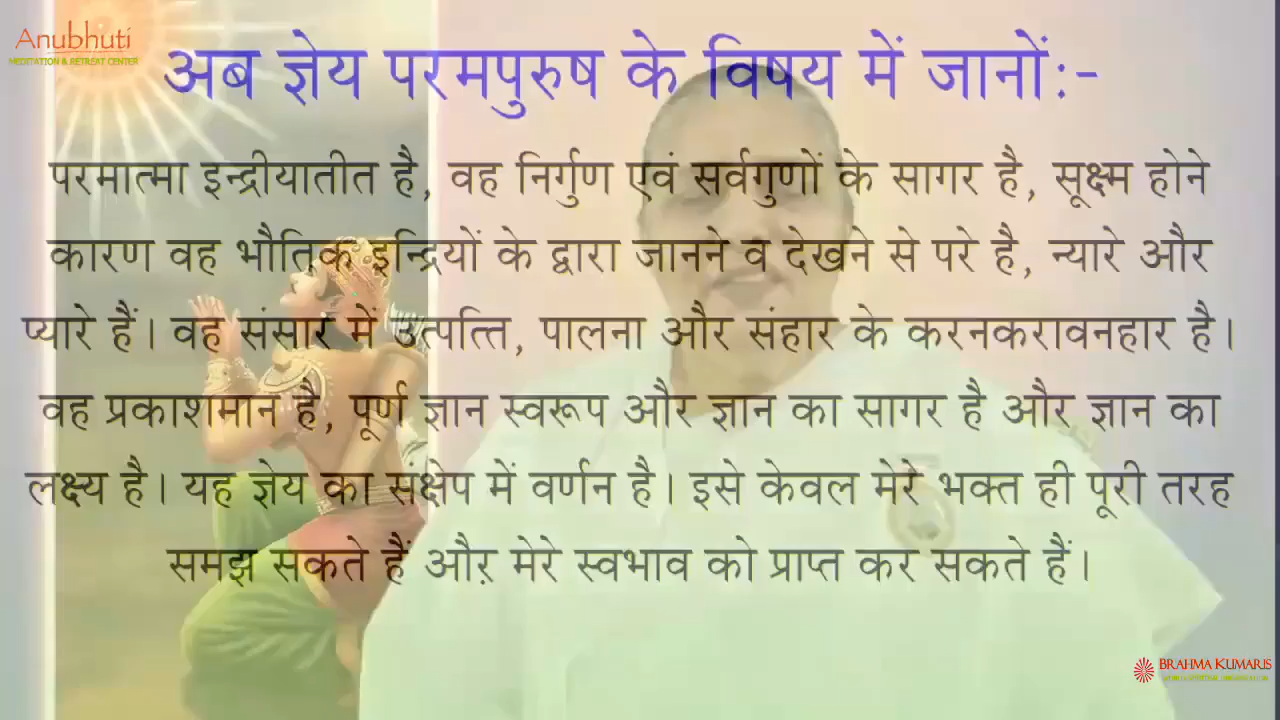 Anubhuti
MEDITATION & RETREAT CENTER
अब ज्ञेय परमपुरुष के विषय में जानों:-
परमात्मा इन्द्रीयातीत है, वह निर्गुण एवं सर्वगुणों के सागर है, सूक्ष्म होने
कारण वह भौतिक इन्द्रियों के द्वारा जानने व देखने से परे है, न्यारे और
प्यारे हैं। वह संसार में उत्पत्ति, पालना और संहार के करनकरावनहार है।
वह प्रकाशमान है, पूर्ण ज्ञान स्वरूप और ज्ञान का सागर है और ज्ञान का
लक्ष्य है। यह ज्ञेय का संक्षेप में वर्णन है। इसे केवल मेरे भक्त ही पूरी तरह
समझ सकते हैं औऱ मेरे स्वभाव को प्राप्त कर सकते हैं।
BRAHMA KUMARIS